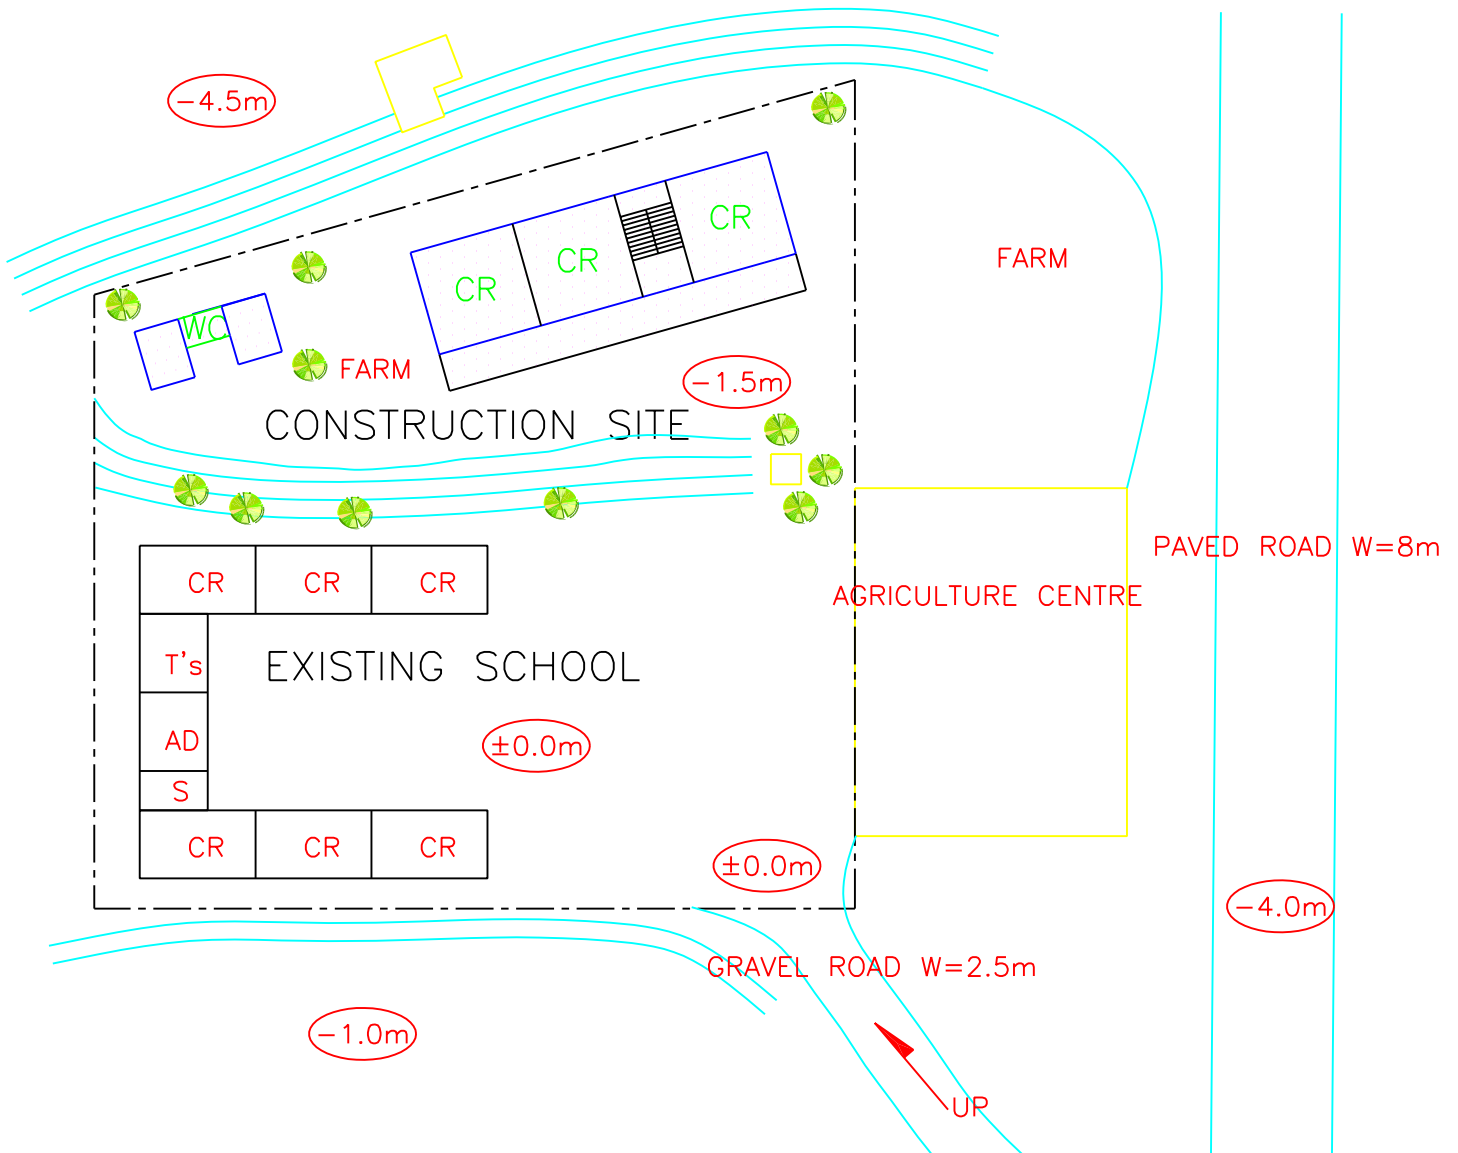 -4.5m
CR
CR
CR
FARM
WC
FARM
-1.5m
CONSTRUCTION SITE
PAVED ROAD W=8m
CR
CR
CR
AGRICULTURE CENTRE
T's
EXISTING SCHOOL
AD
±0.0m
S
CR
CR
CR
±0.0m
-4.0m
GRAVEL ROAD W=2.5m
-1.0m
UP